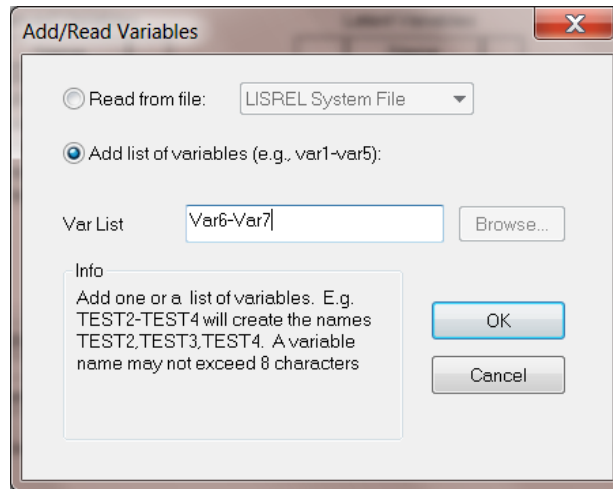 Add/Read Variables
Read from file:
LISREL System File
Add list of variables (e.g., var1-var5):
Var List
Var6-Var7
Browse...
Info
Add one or a list of variables. E.g.
TEST2-TEST4 will create the names
TEST2,TEST3,TEST4. A variable
name may not exceed 8 characters
OK
Cancel